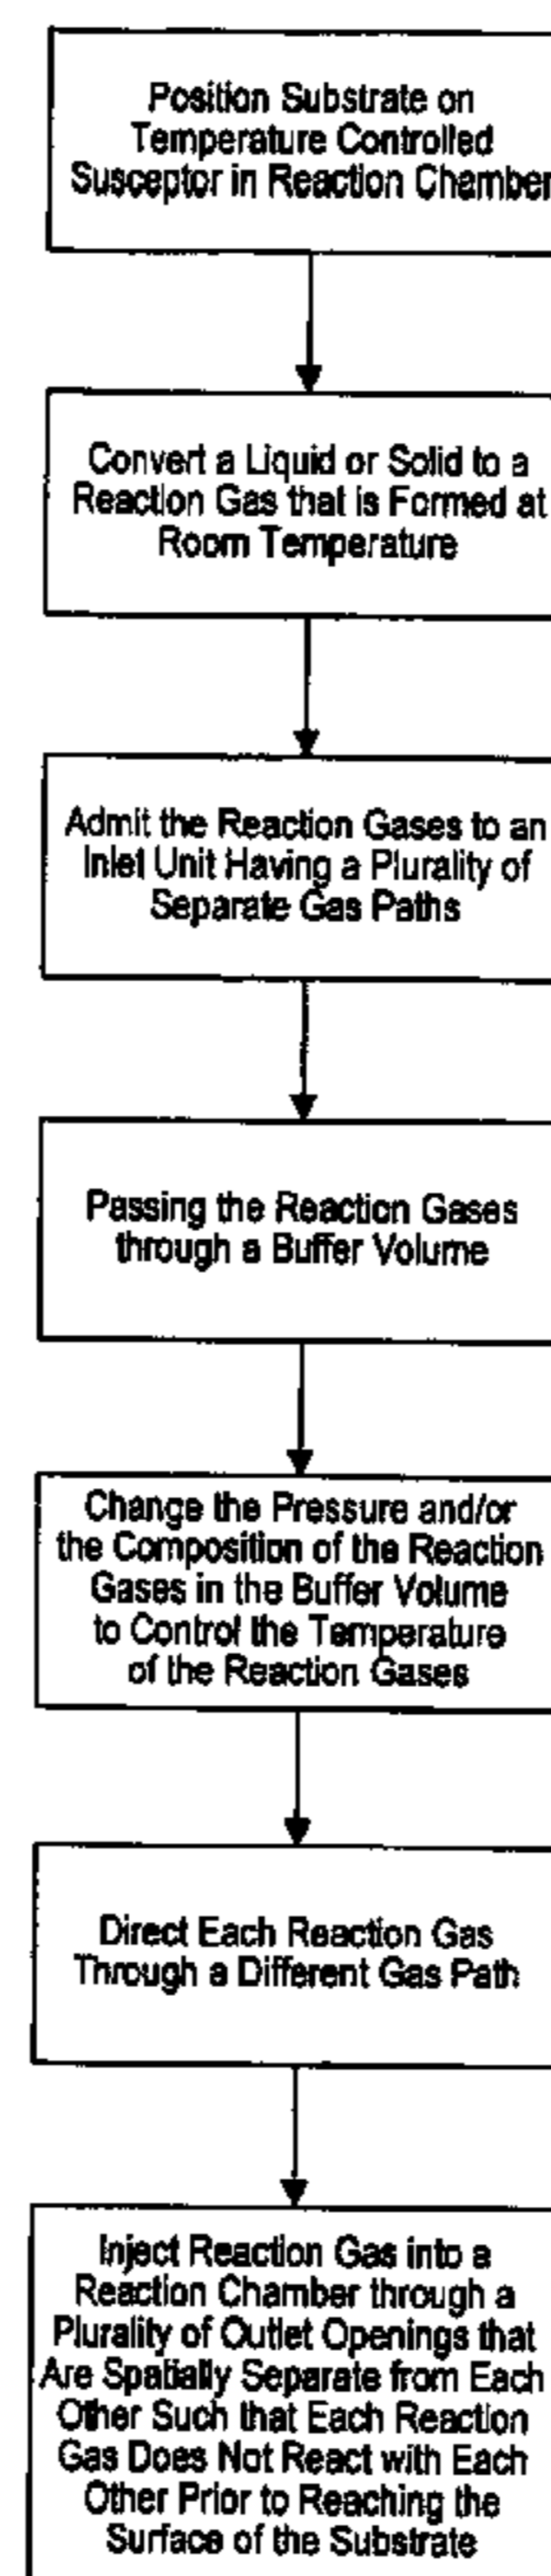 Position Substrate on
Temperature Controlled
Susceptor in Reaction Chamber
Convert a Liquid or Solid to a
Reaction Gas that is Formed at
Room Temperature
Admit the Reaction Gases to an
Inlet Unit Having a Plurality of
Separate Gas Paths
Passing the Reaction Gases
through a Buffer Volume
Change the Pressure and/or
the Composition of the Reaction
Gases in the Buffer Volume
to Control the Temperature
of the Reaction Gases
Direct Each Reaction Gas
Through a Different Gas Path
Inject Reaction Gas into a
Reaction Chamber through a
Plurality of Outlet Openings that
Are Spatially Separate from Each
Other Such that Each Reaction
Gas Does Not React with Each
Other Prior to Reaching the
Surface of the Substrate